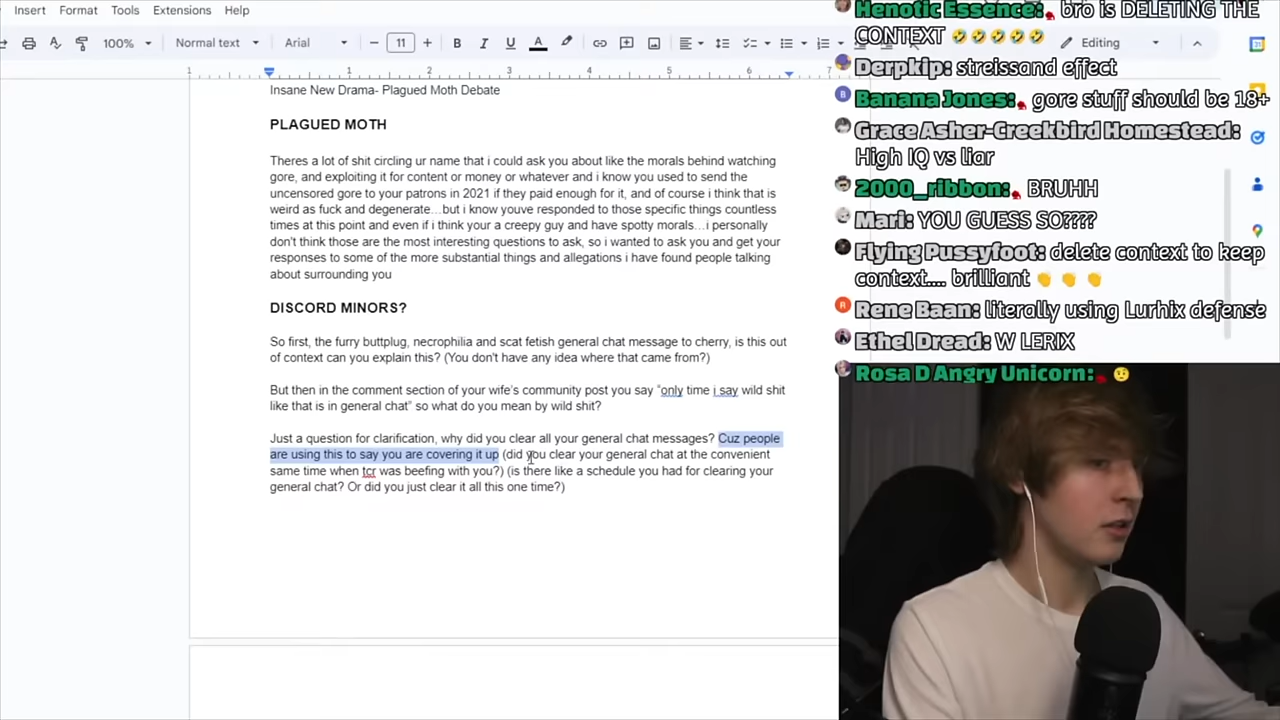 Insert Format Tools Extensions Help
100% Normal text Arial 11 B I U A Editing
1 1 2 3 4 5 6 7
Insane New Drama- Plagued Moth Debate
PLAGUED MOTH
Theres a lot of shit circling ur name that i could ask you about like the morals behind watching
gore, and exploiting it for content or money or whatever and i know you used to send the
uncensored gore to your patrons in 2021 if they paid enough for it, and of course i think that is
weird as fuck and degenerate…but i know youve responded to those specific things countless
times at this point and even if i think your a creepy guy and have spotty morals…i personally
don't think those are the most interesting questions to ask, so i wanted to ask you and get your
responses to some of the more substantial things and allegations i have found people talking
about surrounding you
DISCORD MINORS?
So first, the furry buttplug, necrophilia and scat fetish general chat message to cherry, is this out
of context can you explain this? (You don't have any idea where that came from?)
But then in the comment section of your wife's community post you say “only time i say wild shit
like that is in general chat” so what do you mean by wild shit?
Just a question for clarification, why did you clear all your general chat messages? Cuz people
are using this to say you are covering it up (did you clear your general chat at the convenient
same time when tcr was beefing with you?) (is there like a schedule you had for clearing your
general chat? Or did you just clear it all this one time?)
Henotic Essence: bro is DELETING THE
CONTEXT 🤣🤣🤣🤣🤣
Derpkip: streissand effect
B Banana Jones: gore stuff should be 18+
Grace Asher-Creekbird Homestead:
High IQ vs liar
2000_ribbon: BRUHH
Mari: YOU GUESS SO????
Flying Pussyfoot: delete context to keep
context.... brilliant 👏 👏 👏
R Rene Baan: literally using Lurhix defense
Ethel Dread: W LERIX
Rosa D Angry Unicorn: 🤨